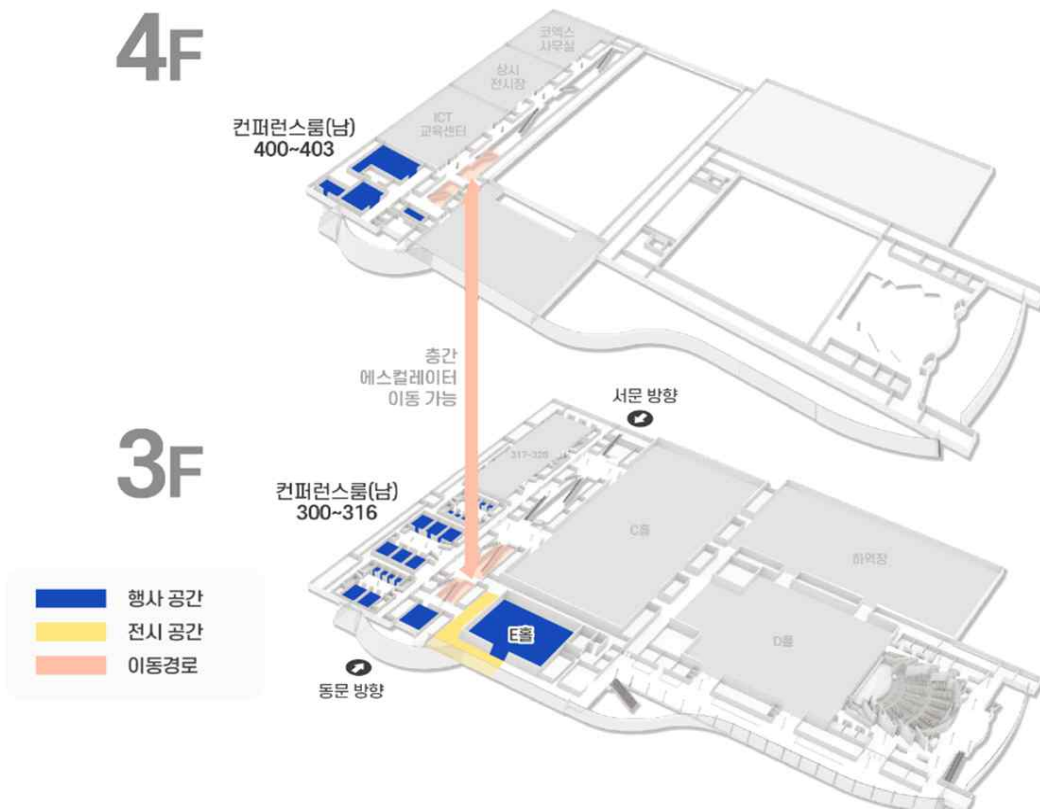 4F
코엑스
사무실
상시
전시장
ICT
교육센터
컨퍼런스룸(남)
400~403
층간
에스컬레이터
이동 가능
서문 방향
3F
317~328
컨퍼런스룸(남)
300~316
C홀
하역장
행사 공간
전시 공간
이동경로
E홀
D홀
동문 방향